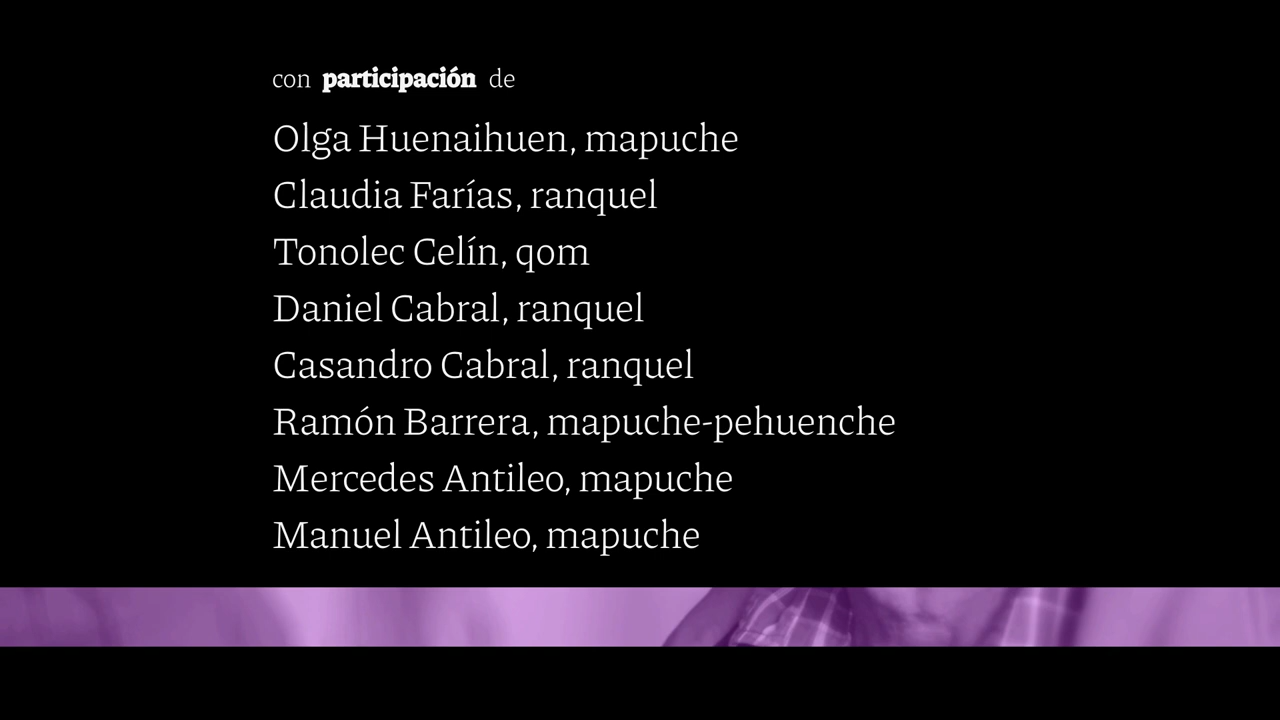 con participación de
Olga Huenaihuen, mapuche
Claudia Farías, ranquel
Tonolec Celín, qom
Daniel Cabral, ranquel
Casandro Cabral, ranquel
Ramón Barrera, mapuche-pehuenche
Mercedes Antileo, mapuche
Manuel Antileo, mapuche